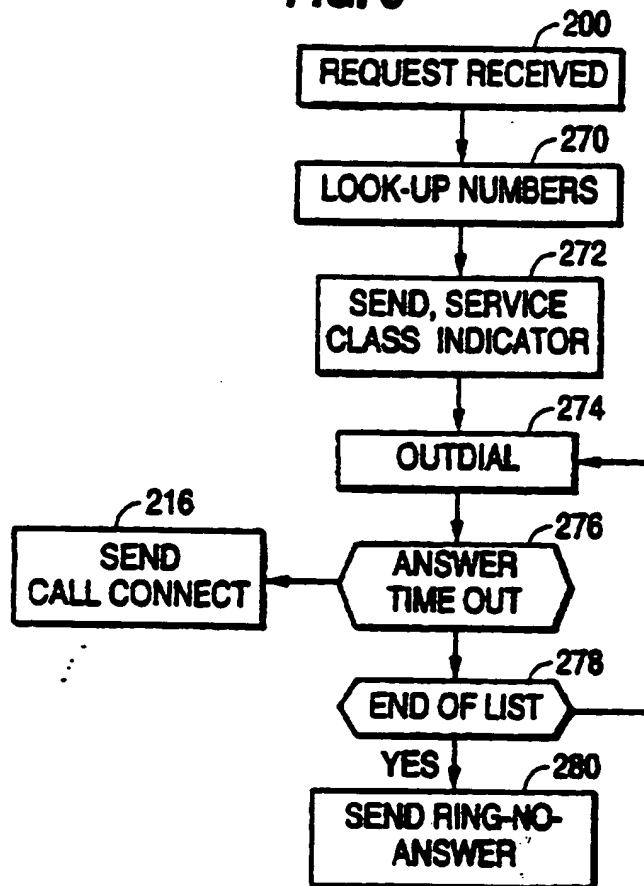 200
REQUEST RECEIVED
270
LOOK-UP NUMBERS
272
SEND, SERVICE
CLASS INDICATOR
274
OUTDIAL
216
SEND
CALL CONNECT
276
ANSWER
TIME OUT
278
END OF LIST
YES
280
SEND RING-NO-
ANSWER